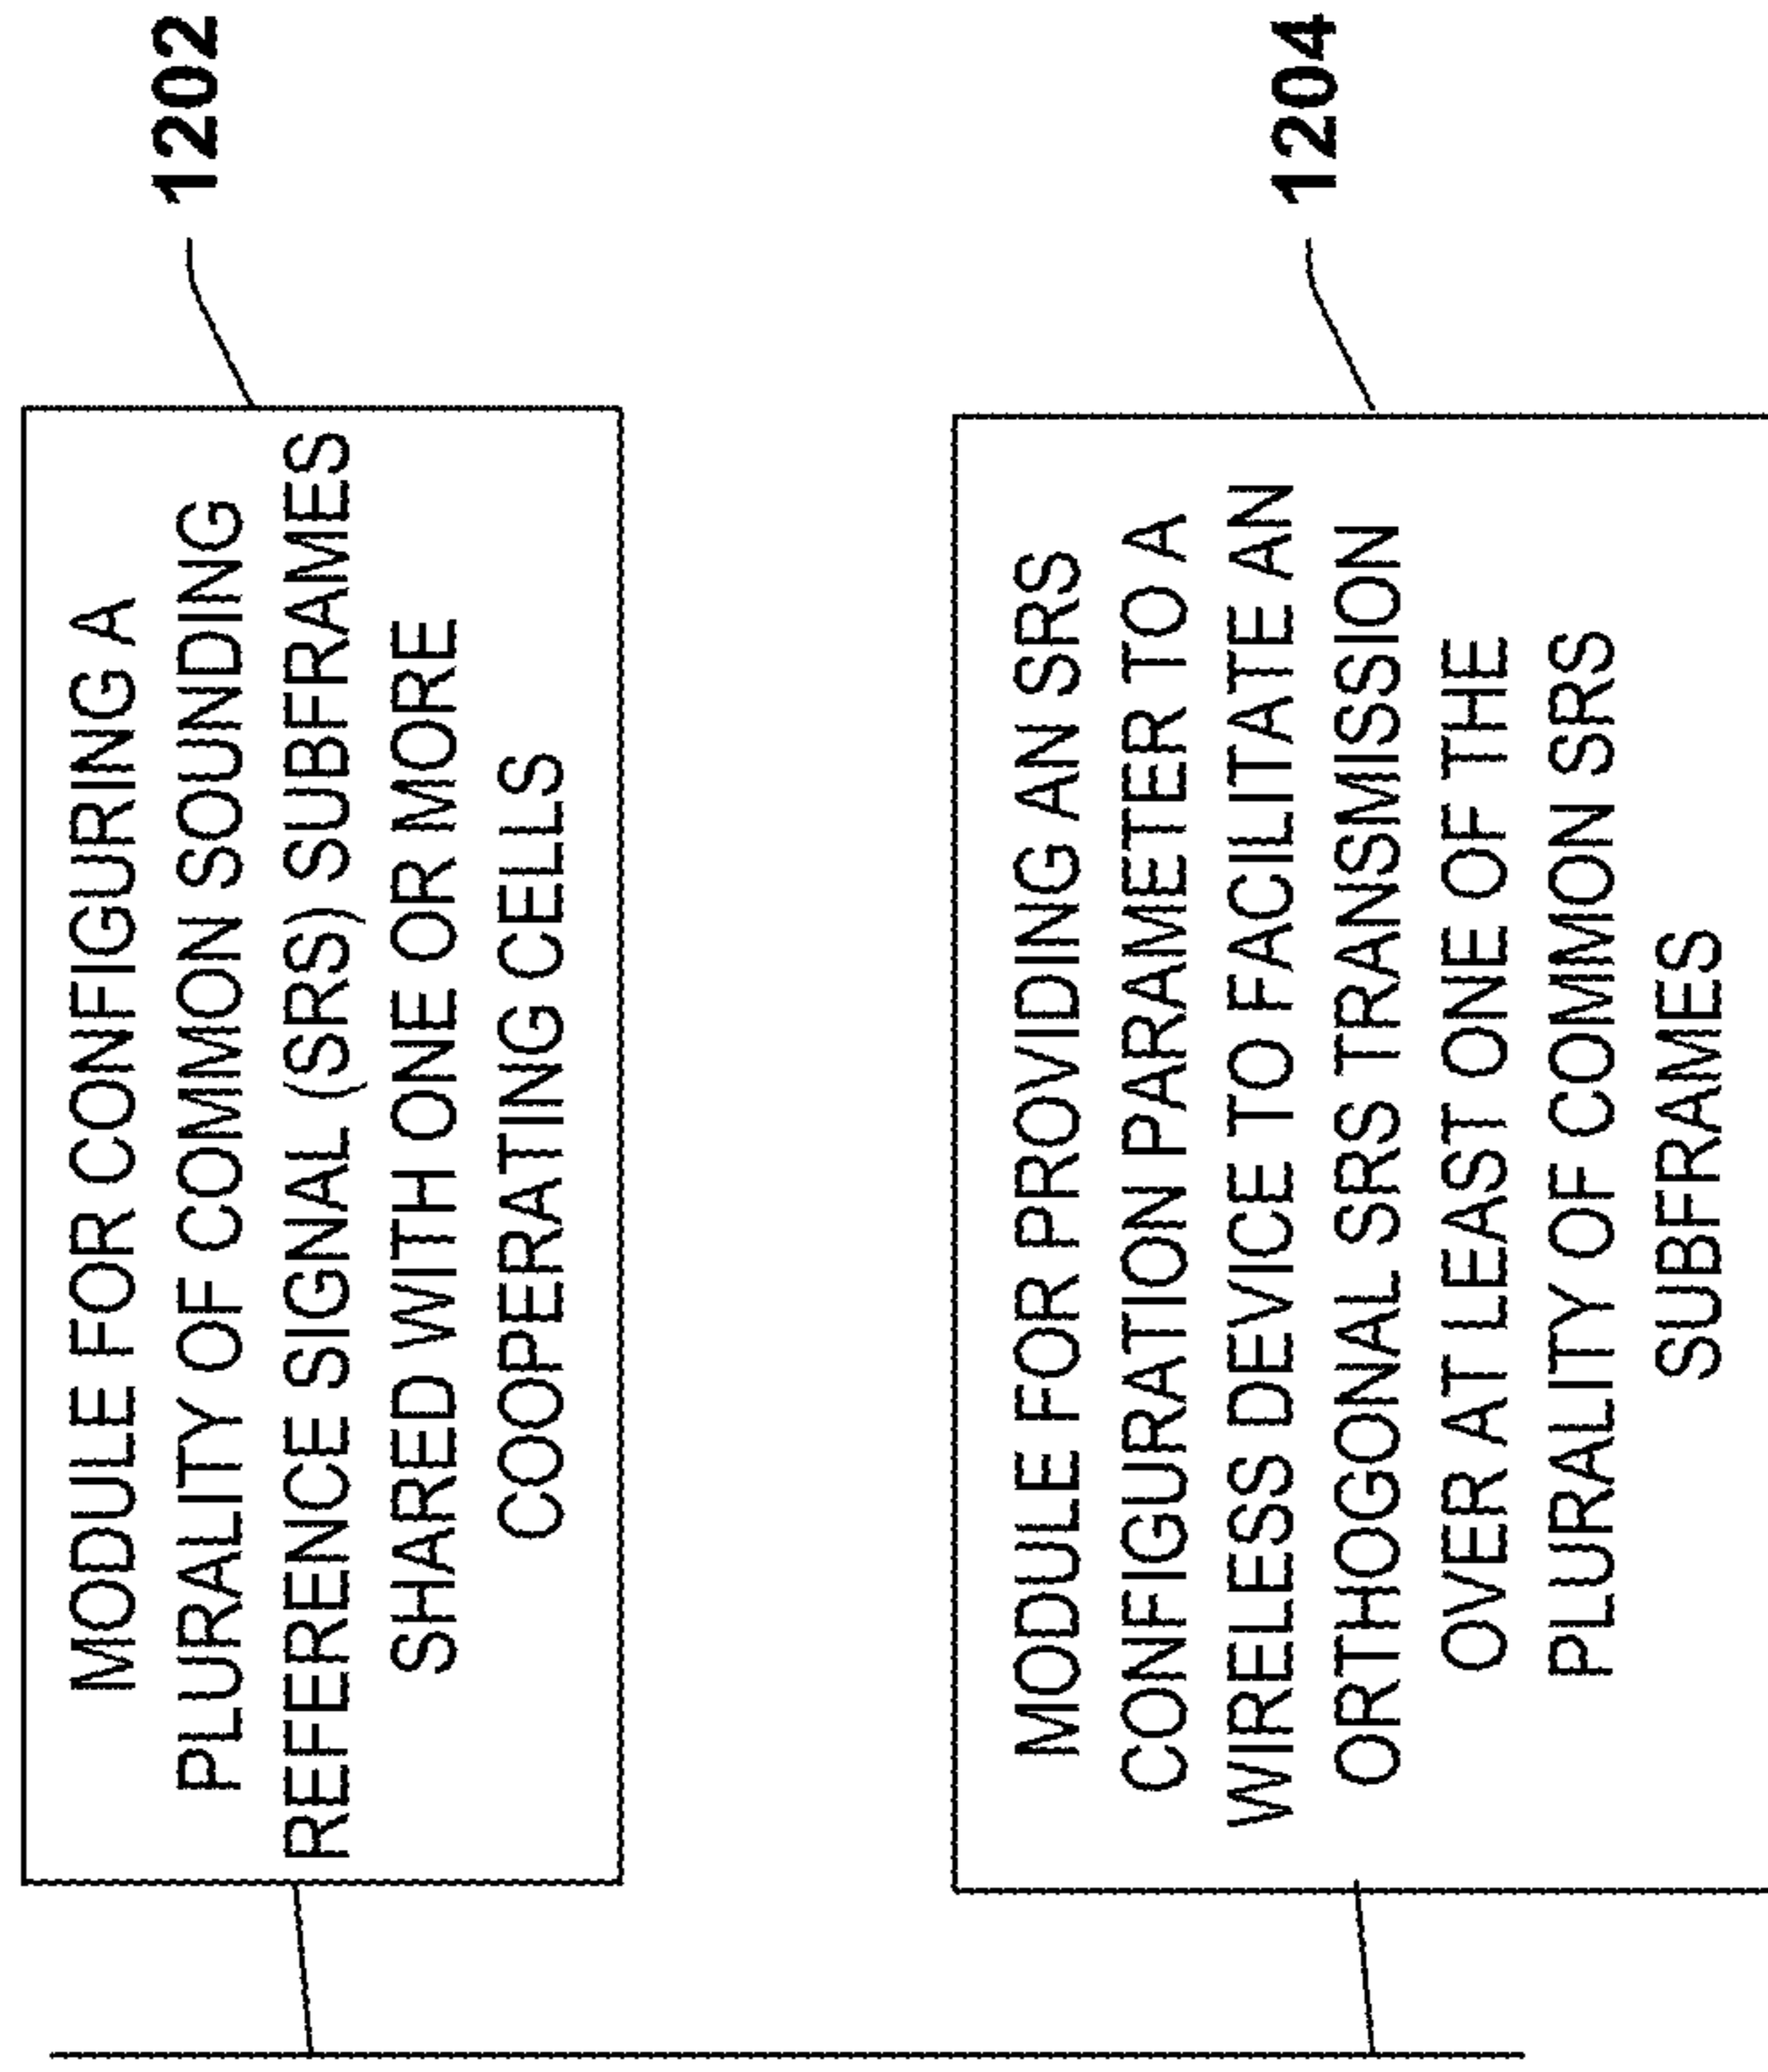 MODULE FOR CONFIGURING A
PLURALITY OF COMMON SOUNDING
REFERENCE SIGNAL (SRS) SUBFRAMES
SHARED WITH ONE OR MORE
COOPERATING CELLS
1202
MODULE FOR PROVIDING AN SRS
CONFIGURATION PARAMETER TO A
WIRELESS DEVICE TO FACILITATE AN
ORTHOGONAL SRS TRANSMISSION
OVER AT LEAST ONE OF THE
PLURALITY OF COMMON SRS
SUBFRAMES
1204